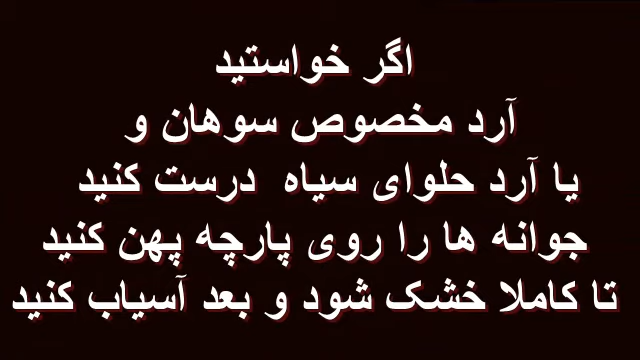 اگر خواستید
آرد مخصوص سوهان و
یا آرد حلوای سیاه درست کنید
جوانه ها را روی پارچه پهن کنید
تا کاملا خشک شود و بعد آسیاب کنید